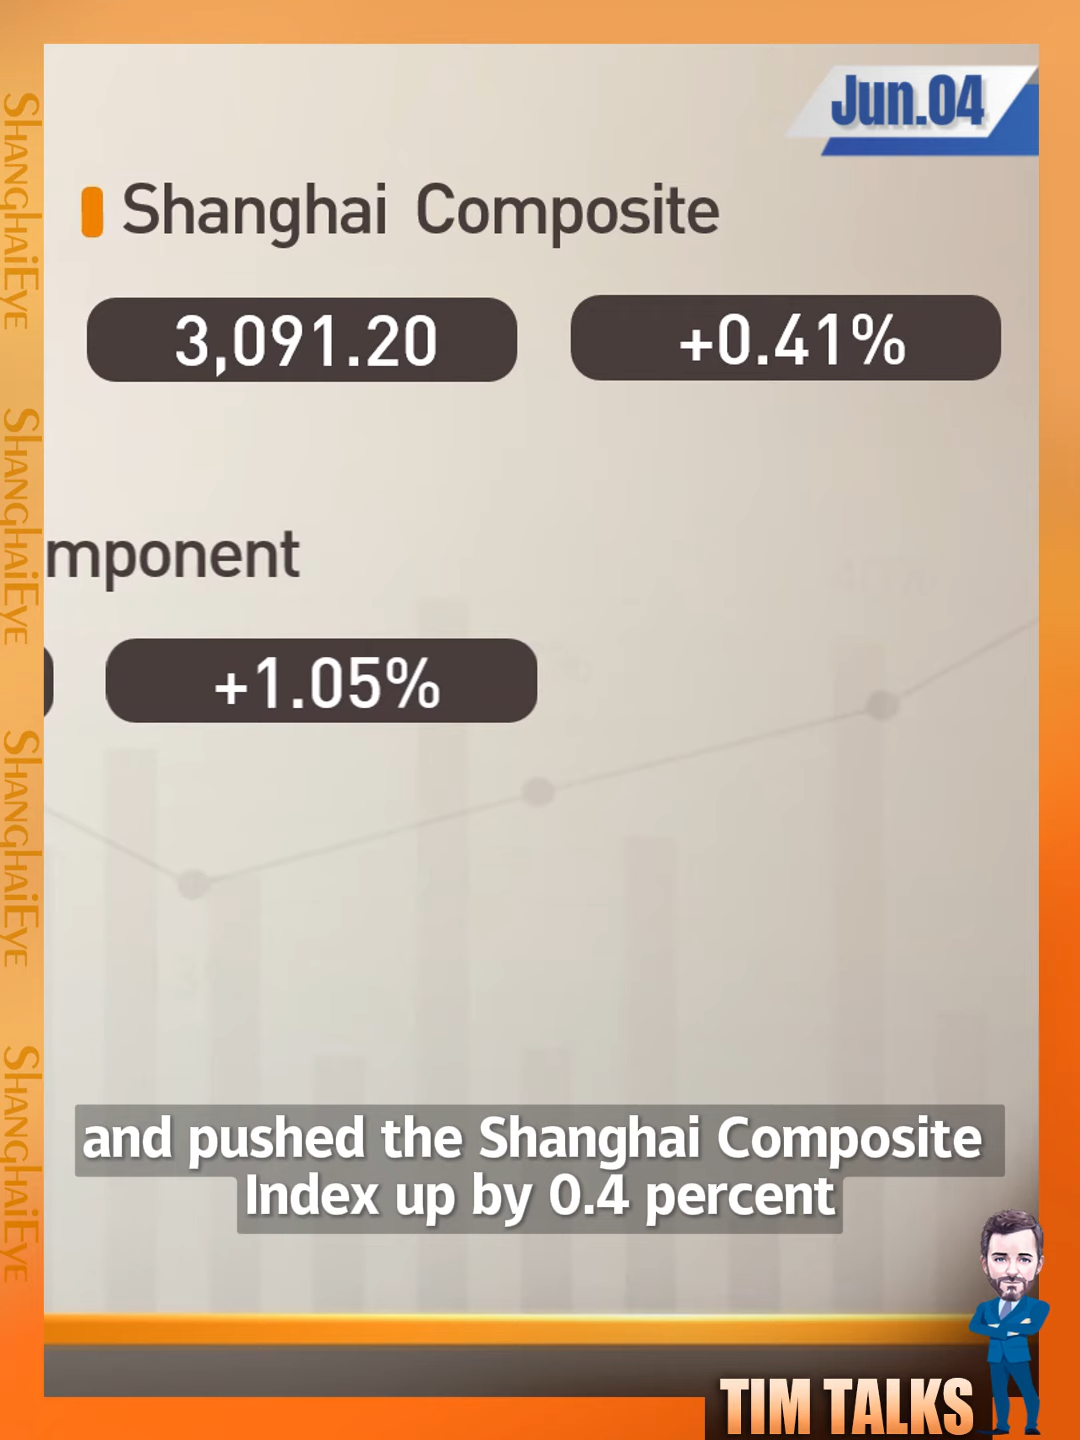 Jun.04
Shanghai Composite
3,091.20
+0.41%
mponent
+1.05%
and pushed the Shanghai Composite
Index up by 0.4 percent
TIM TALKS
ShanghaiEye
ShanghaiEye
ShanghaiEye
ShanghaiEye